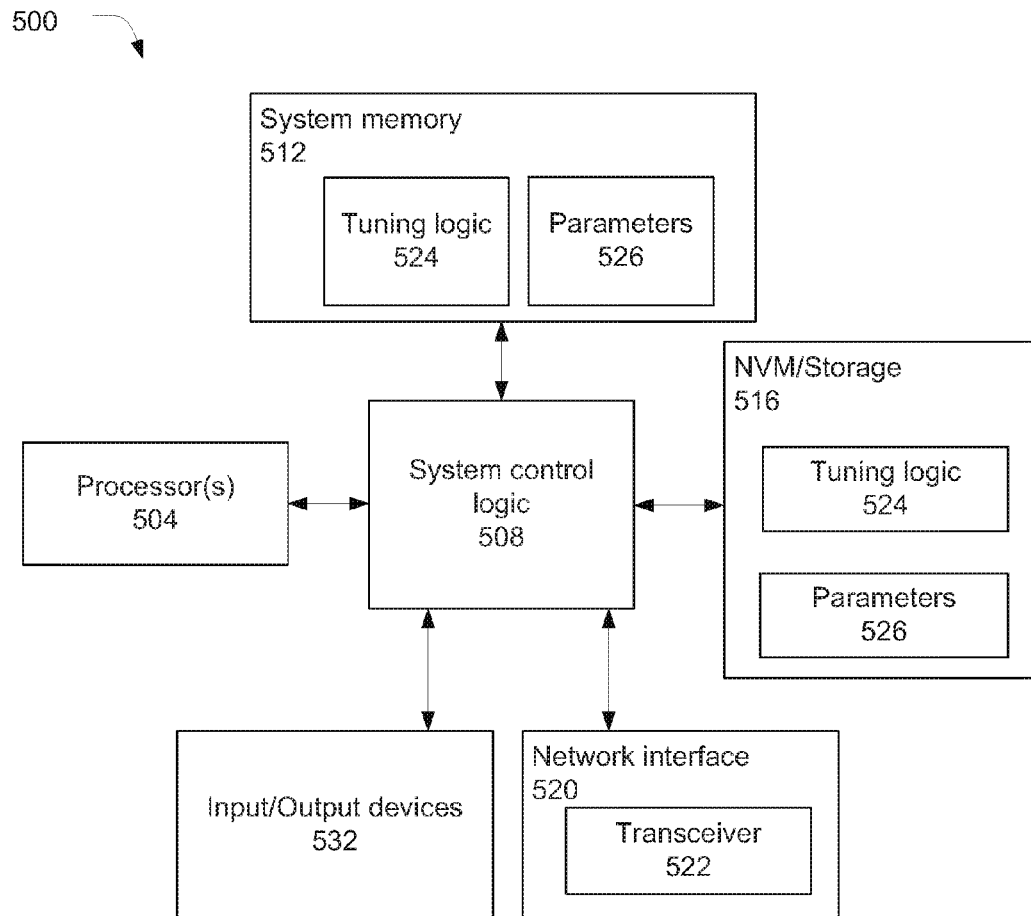 500
System memory
512
Tuning logic
524
Parameters
526
NVM/Storage
516
Tuning logic
524
Parameters
526
Processor(s)
504
System control
logic
508
Input/Output devices
532
Network interface
520
Transceiver
522